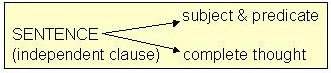 subject & predicate
SENTENCE
(independent clause)
complete thought